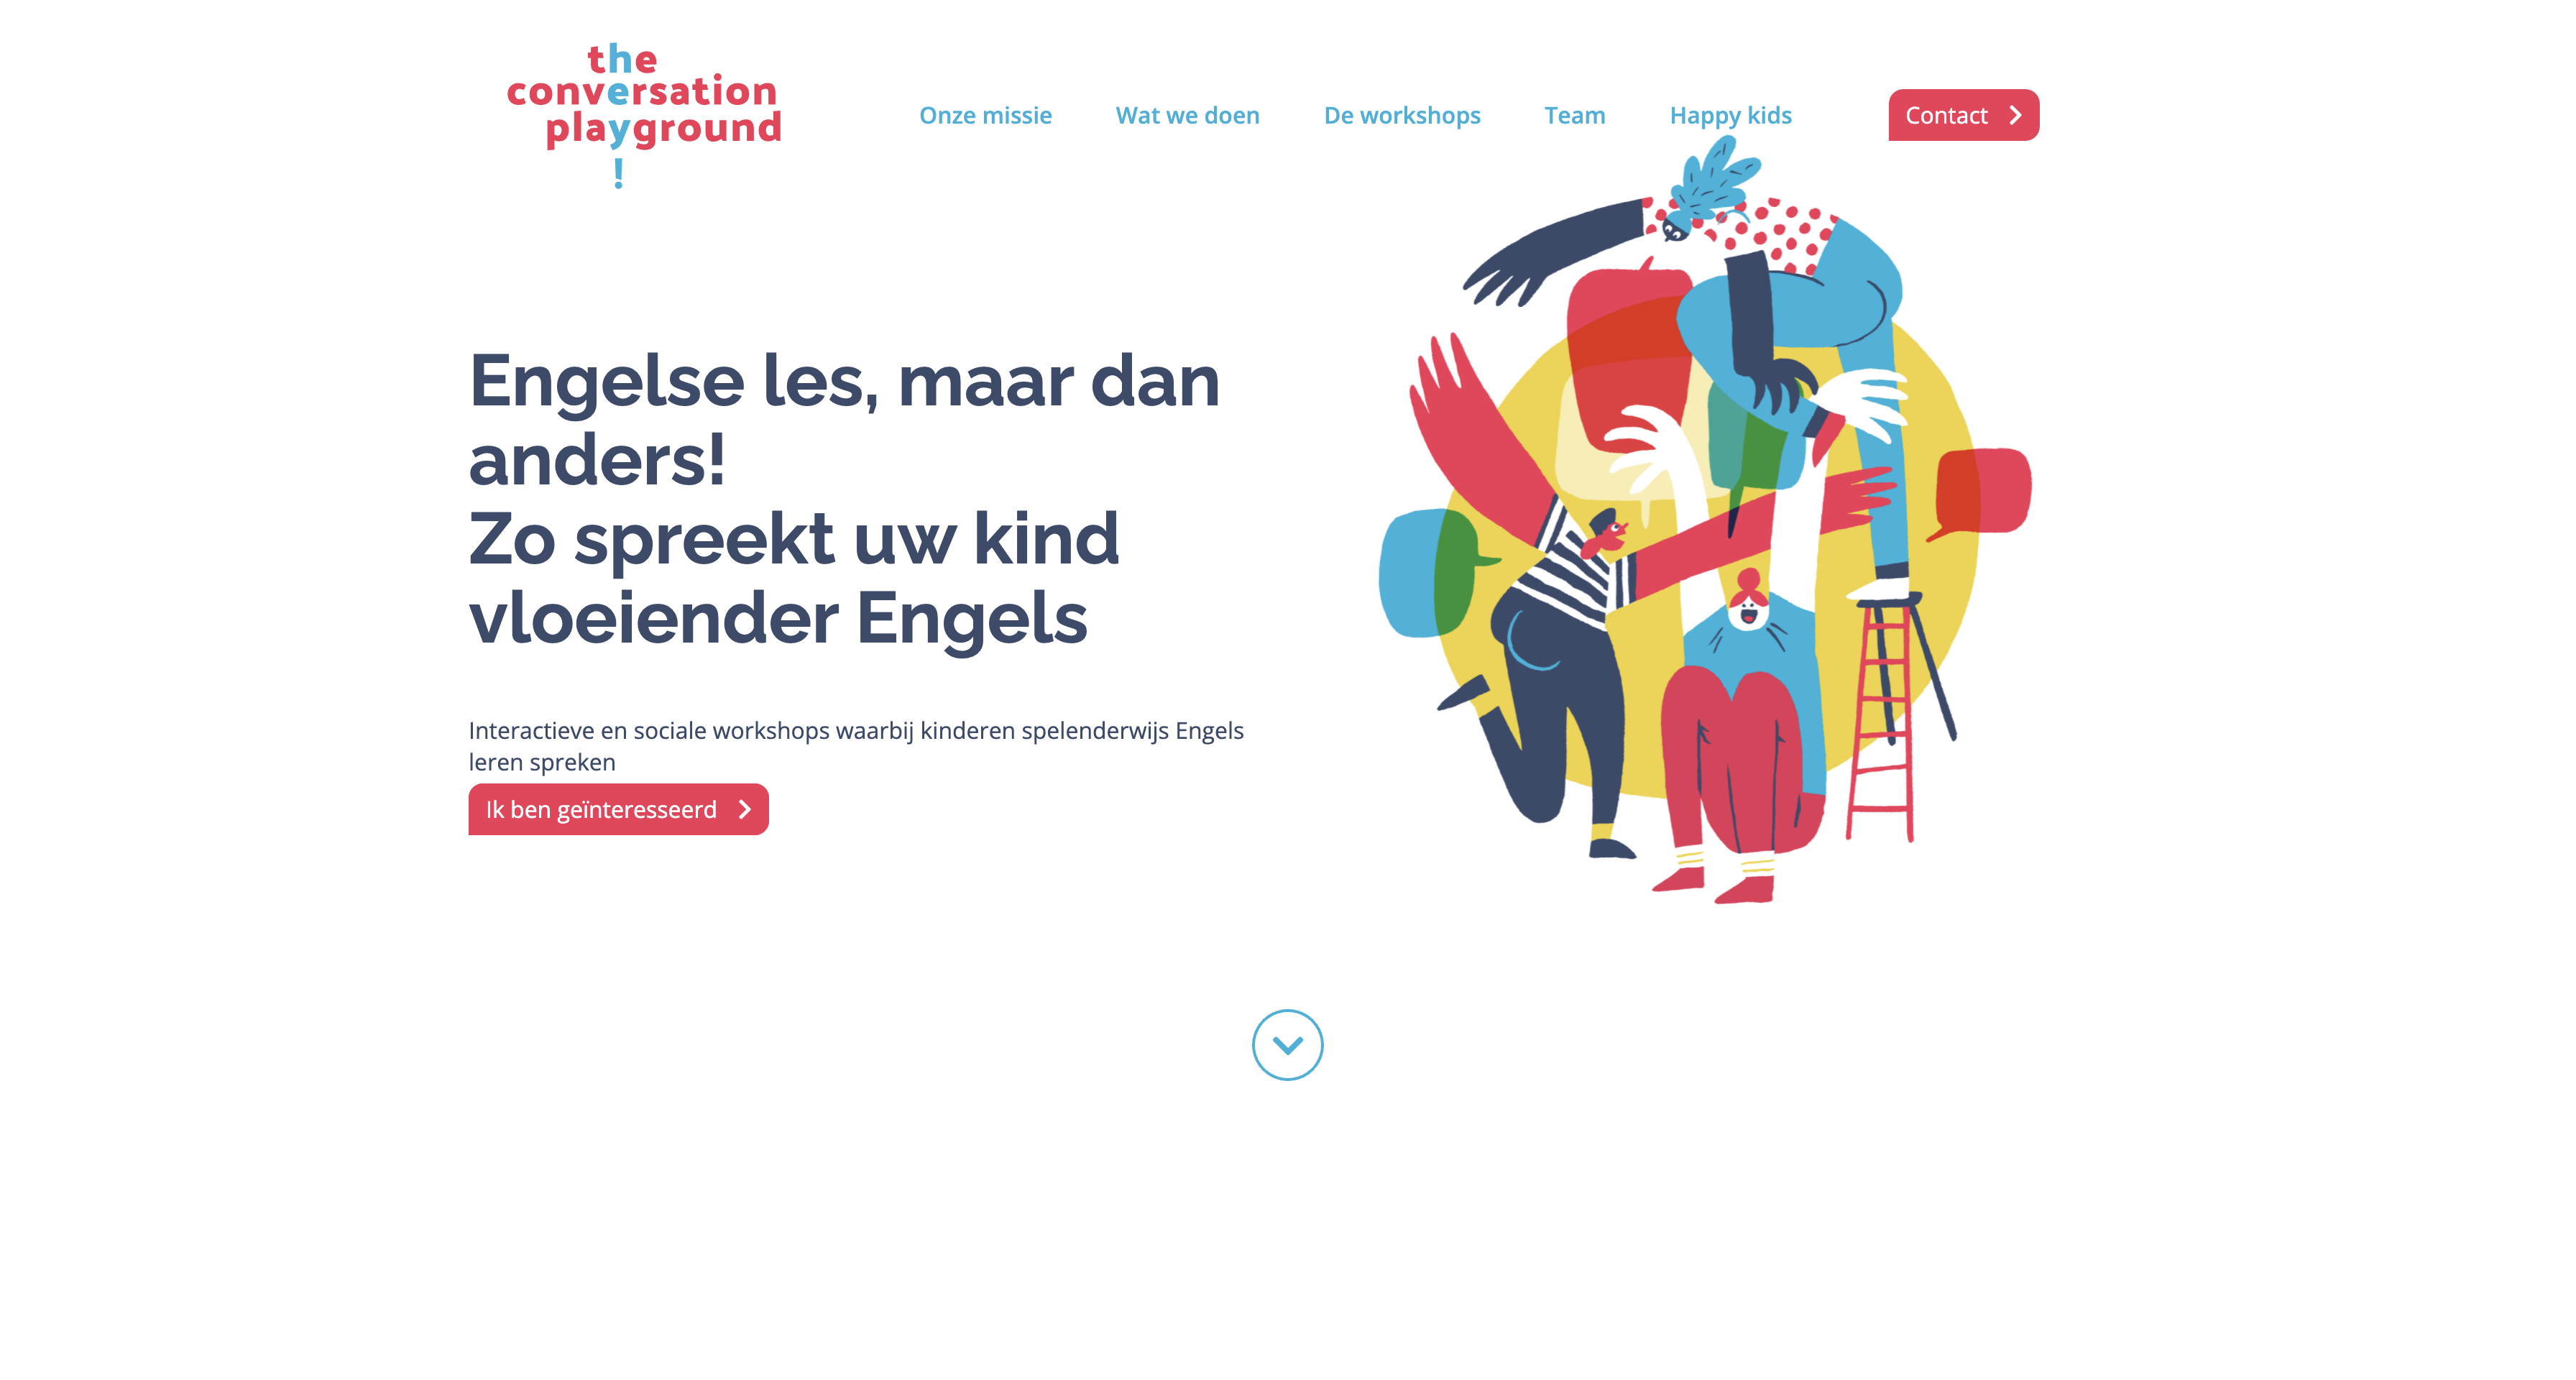 the
conversation
playground
!
Onze missie
Wat we doen
De workshops
Team
Happy kids
Contact
Engelse les, maar dan
anders!
Zo spreekt uw kind
vloeiender Engels
Interactieve en sociale workshops waarbij kinderen spelenderwijs Engels
leren spreken
Ik ben geïnteresseerd